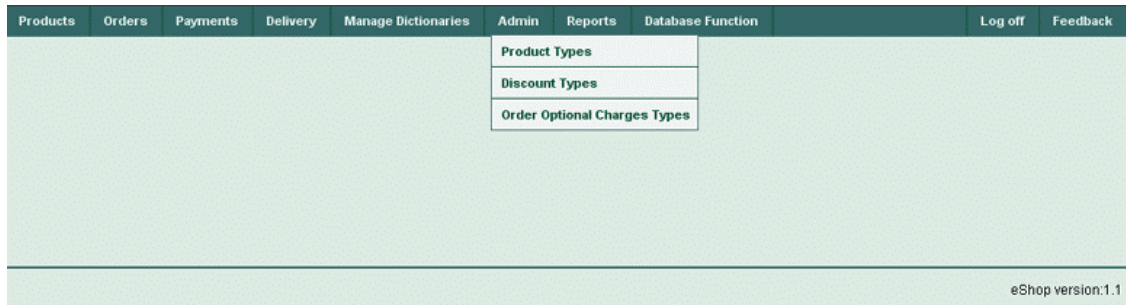 Products Orders Payments Delivery Manage Dictionaries Admin Reports Database Function Log off Feedback
Product Types
Discount Types
Order Optional Charges Types
eShop version:1.1